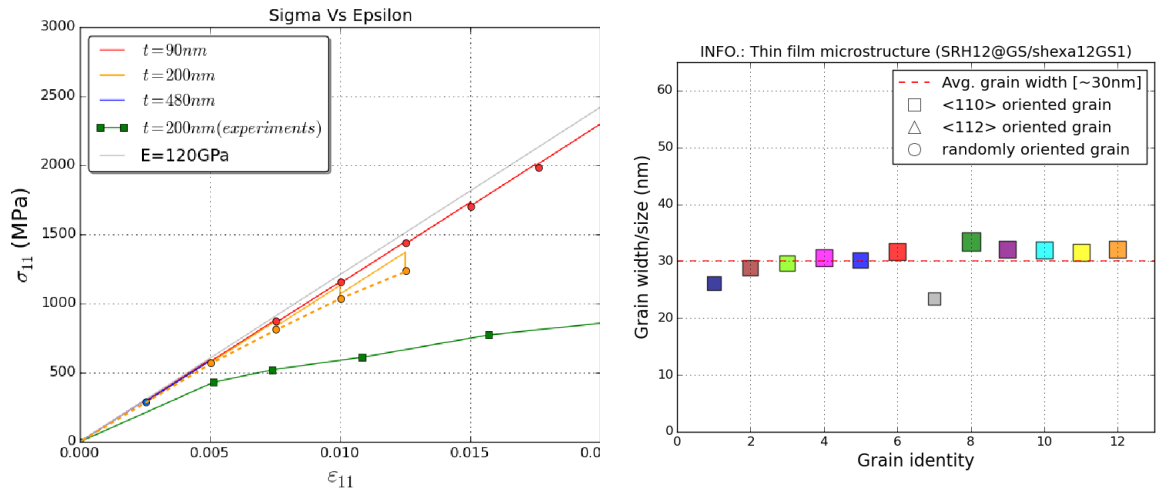 Sigma Vs Epsilon
3000
2500
2000
1500
1000
500
0
σ11 (MPa)
t=90nm
t=200nm
t=480nm
t=200nm(experiments)
E=120GPa
0.000
0.005
0.010
0.015
0.0
ε11
INFO.: Thin film microstructure (SRH12@GS/shexa12GS1)
60
50
40
30
20
10
0
Grain width/size (nm)
Avg. grain width [~30nm]
<110> oriented grain
<112> oriented grain
randomly oriented grain
0
2
4
6
8
10
12
Grain identity